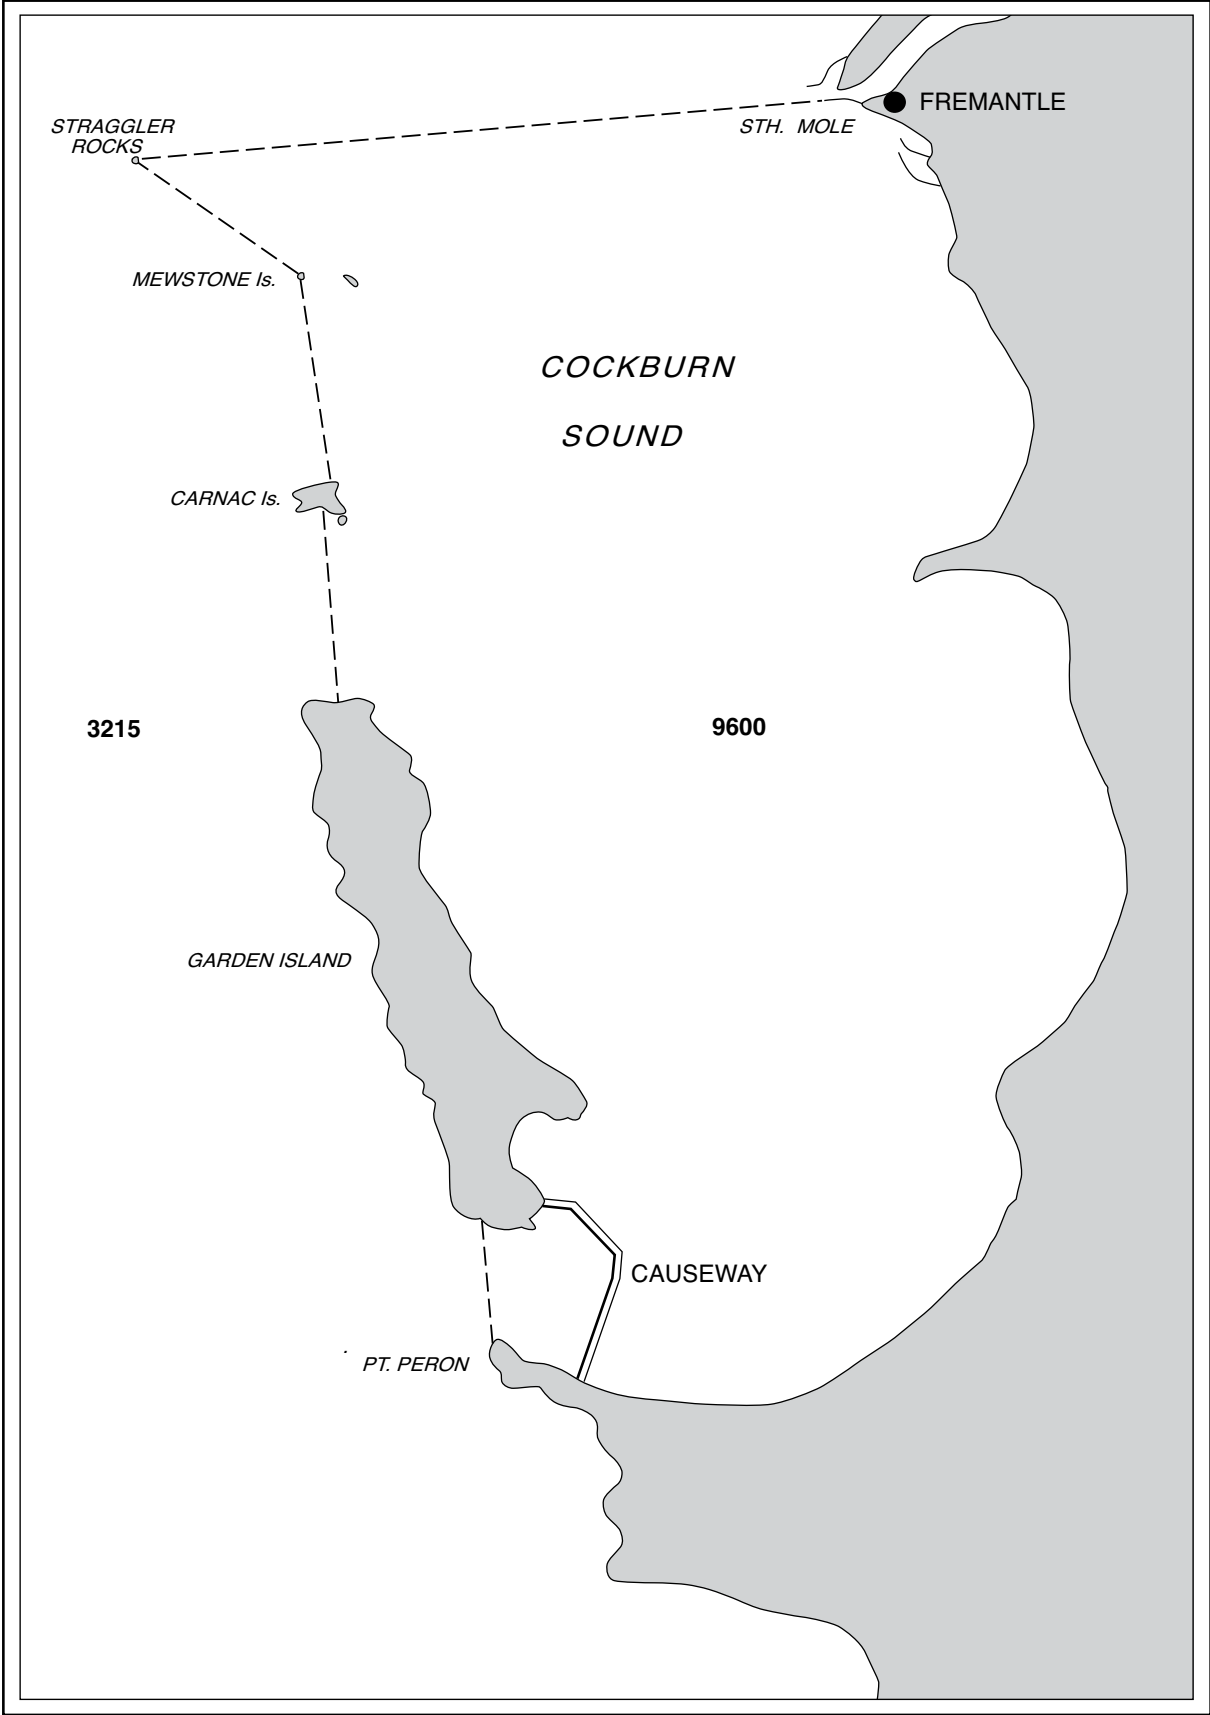 FREMANTLE
STRAGGLER
ROCKS
STH. MOLE
MEWSTONE Is.
COCKBURN
SOUND
CARNAC Is.
3215
9600
GARDEN ISLAND
CAUSEWAY
PT. PERON